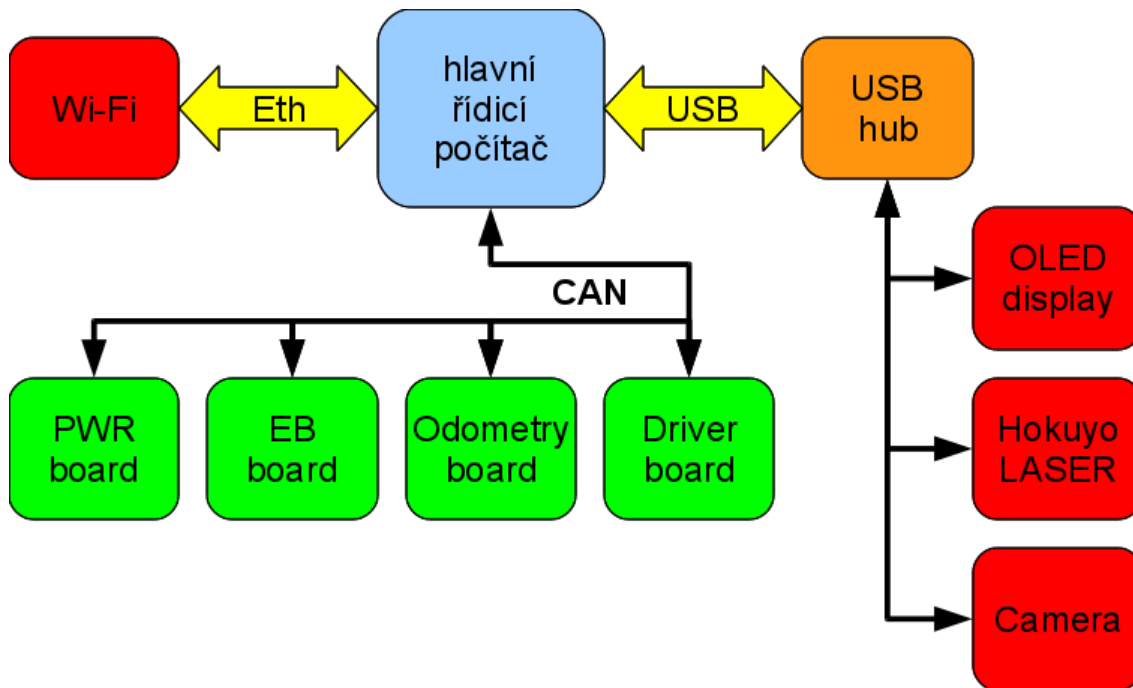 Wi-Fi
Eth
hlavní
řídicí
počítač
USB
USB
hub
CAN
OLED
display
PWR
board
EB
board
Odometry
board
Driver
board
Hokuyo
LASER
Camera